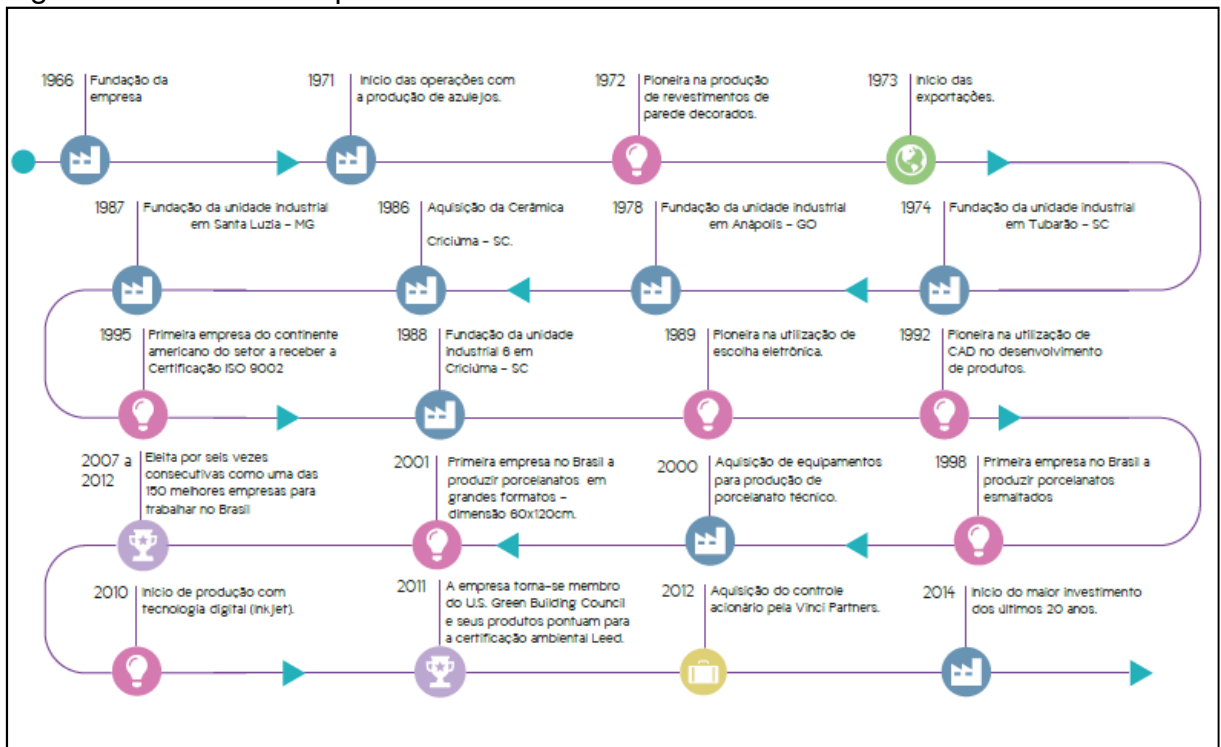 1966
Fundação da
empresa
1971
Início das operações com
a produção de azulejos.
1972
Pioneira na produção
de revestimentos de
parede decorados.
1973
Início das
exportações.
1987
Fundação da unidade industrial
em Santa Luzia – MG
1986
Aquisição da Cerâmica
Criciúma – SC.
1978
Fundação da unidade industrial
em Anápolis – GO
1974
Fundação da unidade industrial
em Tubarão – SC
1995
Primeira empresa do continente
americano do setor a receber a
Certificação ISO 9002
1988
Fundação da unidade
industrial 6 em
Criciúma – SC
1989
Pioneira na utilização de
escolha eletrônica.
1992
Pioneira na utilização de
CAD no desenvolvimento
de produtos.
2007 a
2012
Eleita por seis vezes
consecutivas como uma das
150 melhores empresas para
trabalhar no Brasil
2001
Primeira empresa no Brasil a
produzir porcelanatos em
grandes formatos –
dimensão 60x120cm.
2000
Aquisição de equipamentos
para produção de
porcelanato técnico.
1998
Primeira empresa no Brasil a
produzir porcelanatos
esmaltados
2010
Início de produção com
tecnologia digital (inkjet).
2011
A empresa torna-se membro
do U.S. Green Building Council
e seus produtos pontuam para
a certificação ambiental Leed.
2012
Aquisição do controle
acionário pela Vinci Partners.
2014
Início do maior investimento
dos últimos 20 anos.